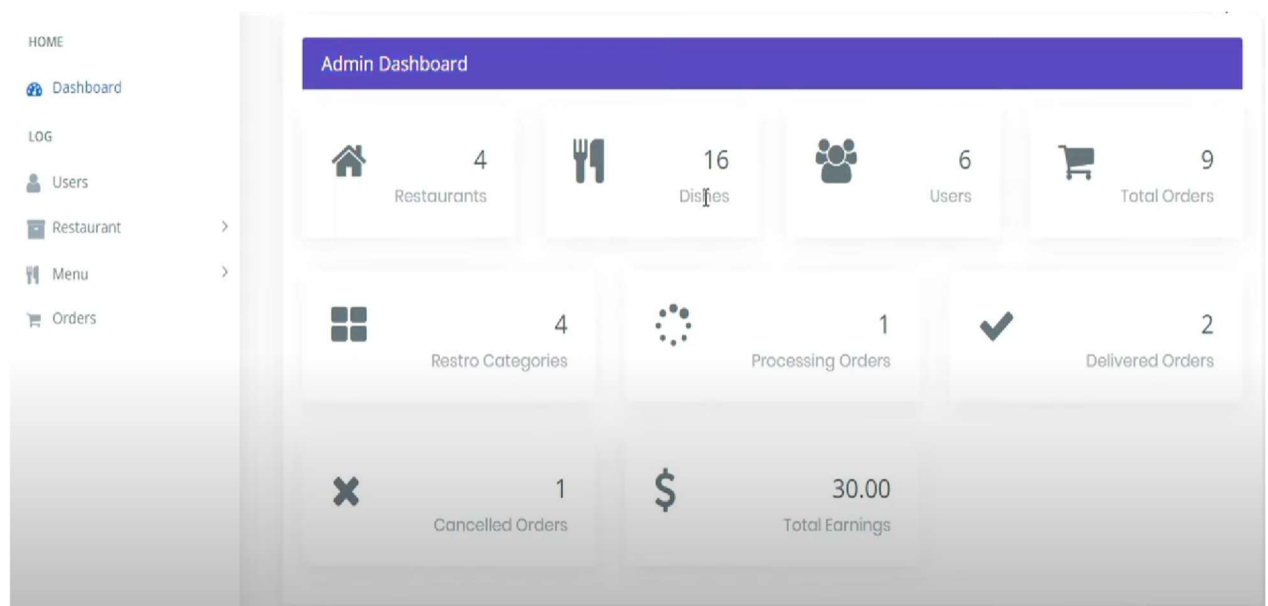 HOME
Dashboard
LOG
Users
Restaurant
Menu
Orders
Admin Dashboard
4
Restaurants
16
Dishes
6
Users
9
Total Orders
4
Restro Categories
1
Processing Orders
2
Delivered Orders
1
Cancelled Orders
$
30.00
Total Earnings